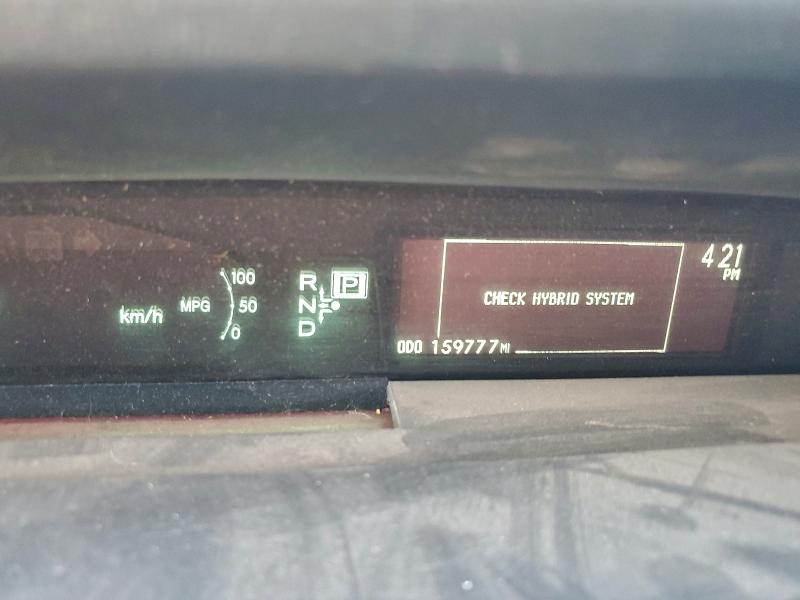 km/h
MPG
100
50
0
R
N
D
P
CHECK HYBRID SYSTEM
4:21
PM
ODO 159777 MI